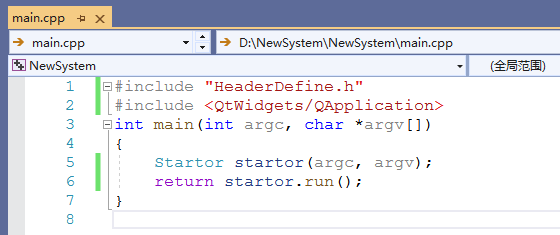 main.cpp
main.cpp D:\NewSystem\NewSystem\main.cpp
NewSystem (全局范围)
1 #include "HeaderDefine.h"
2 #include <QtWidgets/QApplication>
3 int main(int argc, char *argv[])
4 {
5 Startor startor(argc, argv);
6 return startor.run();
7 }
8